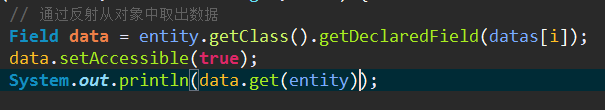 // 通过反射从对象中取出数据
Field data = entity.getClass().getDeclaredField(datas[i]);
data.setAccessible(true);
System.out.println(data.get(entity));